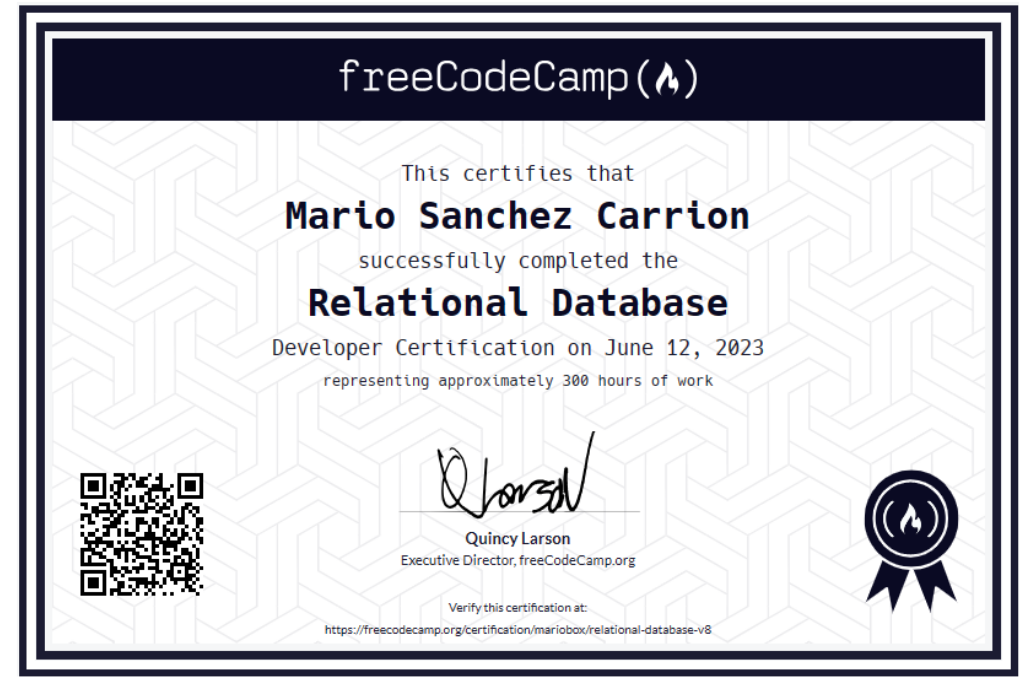 freeCodeCamp(🔥)
This certifies that
Mario Sanchez Carrion
successfully completed the
Relational Database
Developer Certification on June 12, 2023
representing approximately 300 hours of work
QLarson
Quincy Larson
Executive Director, freeCodeCamp.org
Verify this certification at:
https://freecodecamp.org/certification/mariobox/relational-database-v8